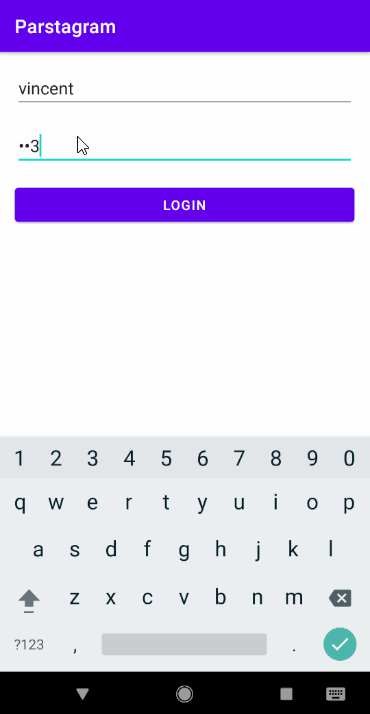 Parstagram
vincent
••3
LOGIN
1 2 3 4 5 6 7 8 9 0
q w e r t y u i o p
a s d f g h j k l
z x c v b n m
?123 , .